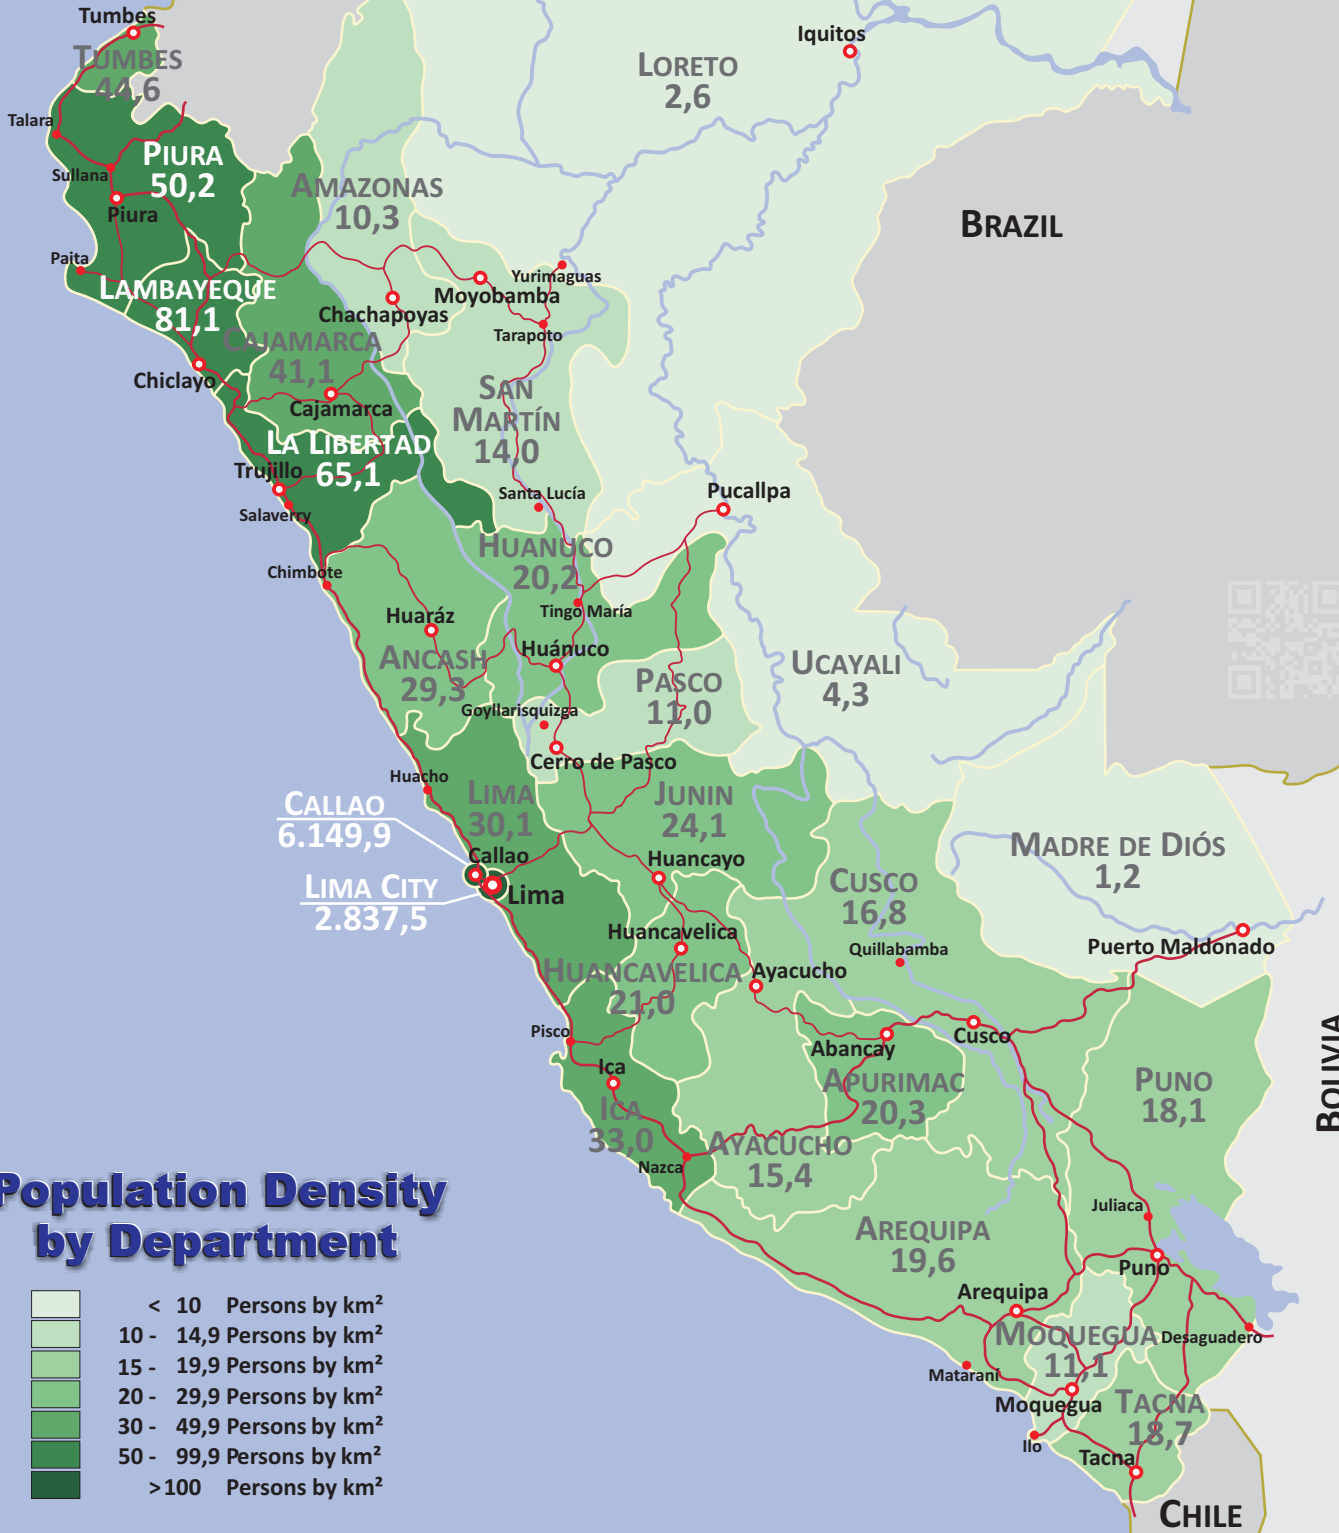 Tumbes
TUMBES
44,6
Talara
PIURA
50,2
Sullana
Piura
Paita
LAMBAYEQUE
81,1
Chiclayo
AMAZONAS
10,3
Chachapoyas
Moyobamba
Yurimaguas
Tarapoto
CAJAMARCA
41,1
Cajamarca
LORETO
2,6
Iquitos
BRAZIL
SAN
MARTÍN
14,0
Santa Lucía
LA LIBERTAD
65,1
Trujillo
Salaverry
Chimbote
Pucallpa
HUANUCO
20,2
Tingo María
Huánuco
Huaráz
ANCASH
29,3
Goyllarisquizga
PASCO
11,0
Cerro de Pasco
UCAYALI
4,3
Huacho
LIMA
30,1
CALLAO
6.149,9
Callao
LIMA CITY
2.837,5
Lima
JUNIN
24,1
Huancayo
MADRE DE DIÓS
1,2
Puerto Maldonado
CUSCO
16,8
Quillabamba
Huancavelica
HUANCAVELICA
21,0
Ayacucho
Pisco
Ica
ICA
33,0
Nazca
Abancay
APURIMAC
20,3
Cusco
AYACUCHO
15,4
PUNO
18,1
BOLIVIA
Juliaca
Puno
AREQUIPA
19,6
Arequipa
MOQUEGUA
11,1
Desaguadero
Mataraní
Moquegua
TACNA
18,7
Ilo
Tacna
CHILE
Population Density
by Department
< 10 Persons by km²
10 - 14,9 Persons by km²
15 - 19,9 Persons by km²
20 - 29,9 Persons by km²
30 - 49,9 Persons by km²
50 - 99,9 Persons by km²
>100 Persons by km²